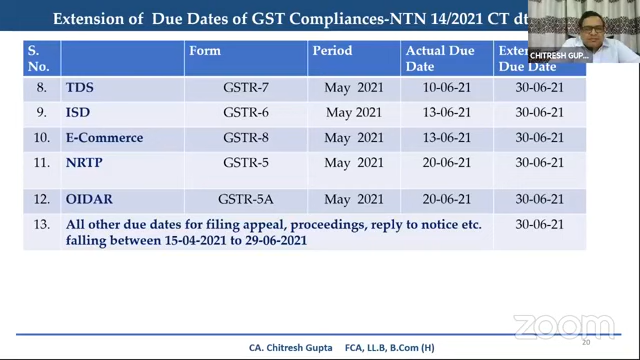 Extension of Due Dates of GST Compliances-NTN 14/2021 CT dt
CHITRESH GUP...
S. No. Form Period Actual Due Date Due Date
8. TDS GSTR-7 May 2021 10-06-21 30-06-21
9. ISD GSTR-6 May 2021 13-06-21 30-06-21
10. E-Commerce GSTR-8 May 2021 13-06-21 30-06-21
11. NRTP GSTR-5 May 2021 20-06-21 30-06-21
12. OIDAR GSTR-5A May 2021 20-06-21 30-06-21
13. All other due dates for filing appeal, proceedings, reply to notice etc. 30-06-21
falling between 15-04-2021 to 29-06-2021
zoom
20
CA. Chitresh Gupta FCA, LL.B, B.Com (H)